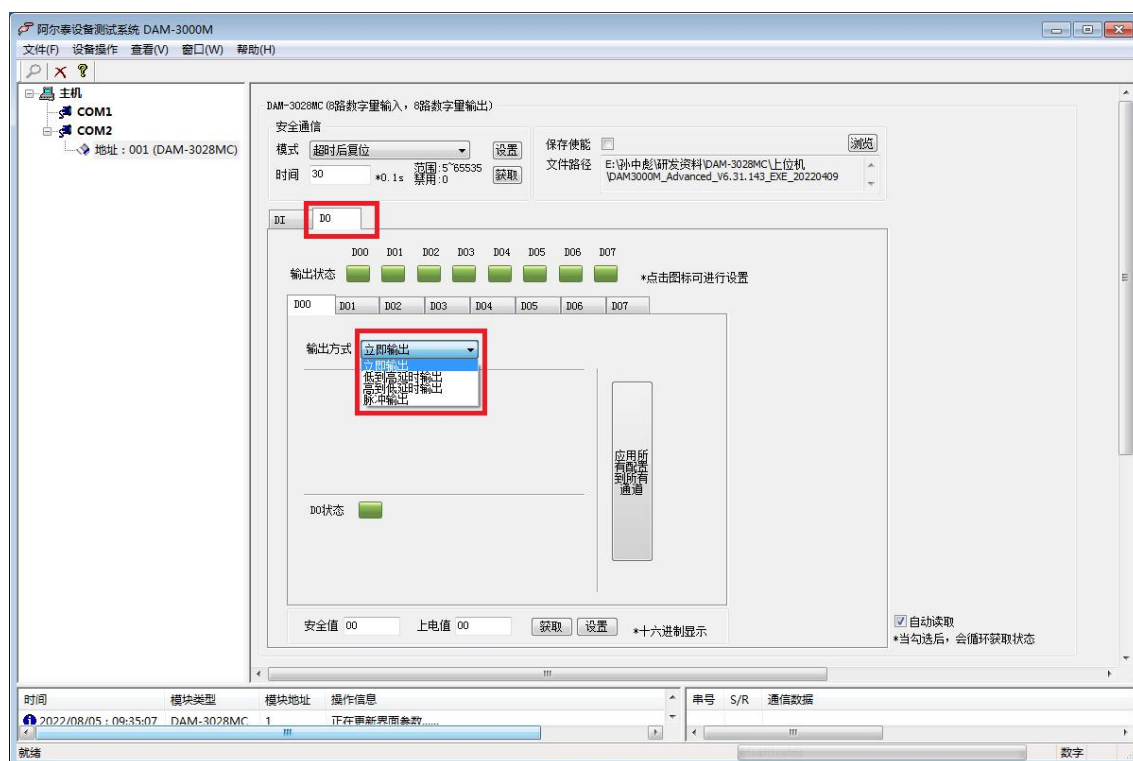 阿尔泰设备测试系统 DAM-3000M
文件(F) 设备操作 查看(V) 窗口(W) 帮助(H)
主机
COM1
COM2
地址：001 (DAM-3028MC)
DAM-3028MC(8路数字量输入，8路数字量输出)
安全通信
模式 超时后复位 设置
时间 30 *0.1s 范围:5~65535 禁用:0 获取
保存使能 浏览
文件路径 E:\孙中彪\研发资料\DAM-3028MC\上位机
\DAM3000M_Advanced_V6.31.143_EXE_20220409
DI DO
DO0 DO1 DO2 DO3 DO4 DO5 DO6 DO7
输出状态 *点击图标可进行设置
DO0 DO1 DO2 DO3 DO4 DO5 DO6 DO7
输出方式 立即输出
立即输出
低到高延时输出
高到低延时输出
脉冲输出
应用所
有配置
到所有
通道
DO状态
安全值 00 上电值 00 获取 设置 *十六进制显示
自动读取
*当勾选后，会循环获取状态
时间 模块类型 模块地址 操作信息
串号 S/R 通信数据
2022/08/05：09:35:07 DAM-3028MC 1 正在更新界面参数......
就绪
数字